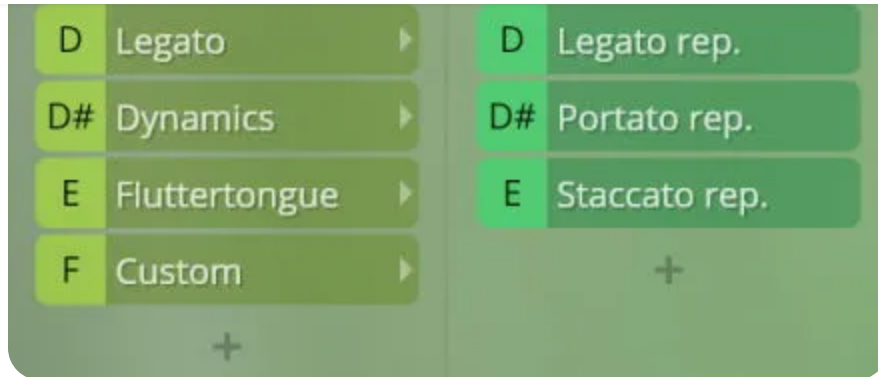 D Legato
D# Dynamics
E Fluttertongue
F Custom
D Legato rep.
D# Portato rep.
E Staccato rep.